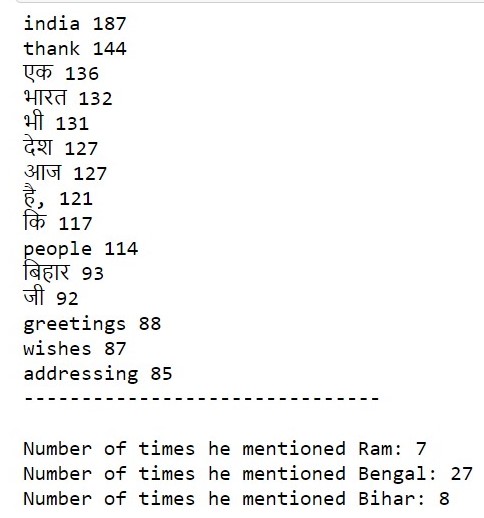 india 187
thank 144
एक 136
भारत 132
भी 131
देश 127
आज 127
है, 121
कि 117
people 114
बिहार 93
जी 92
greetings 88
wishes 87
addressing 85
-------------------------------
Number of times he mentioned Ram: 7
Number of times he mentioned Bengal: 27
Number of times he mentioned Bihar: 8